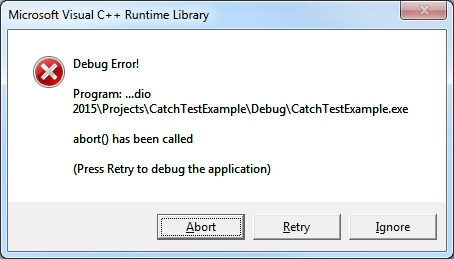 Microsoft Visual C++ Runtime Library
Debug Error!
Program: ...dio
2015\Projects\CatchTestExample\Debug\CatchTestExample.exe
abort() has been called
(Press Retry to debug the application)
Abort Retry Ignore